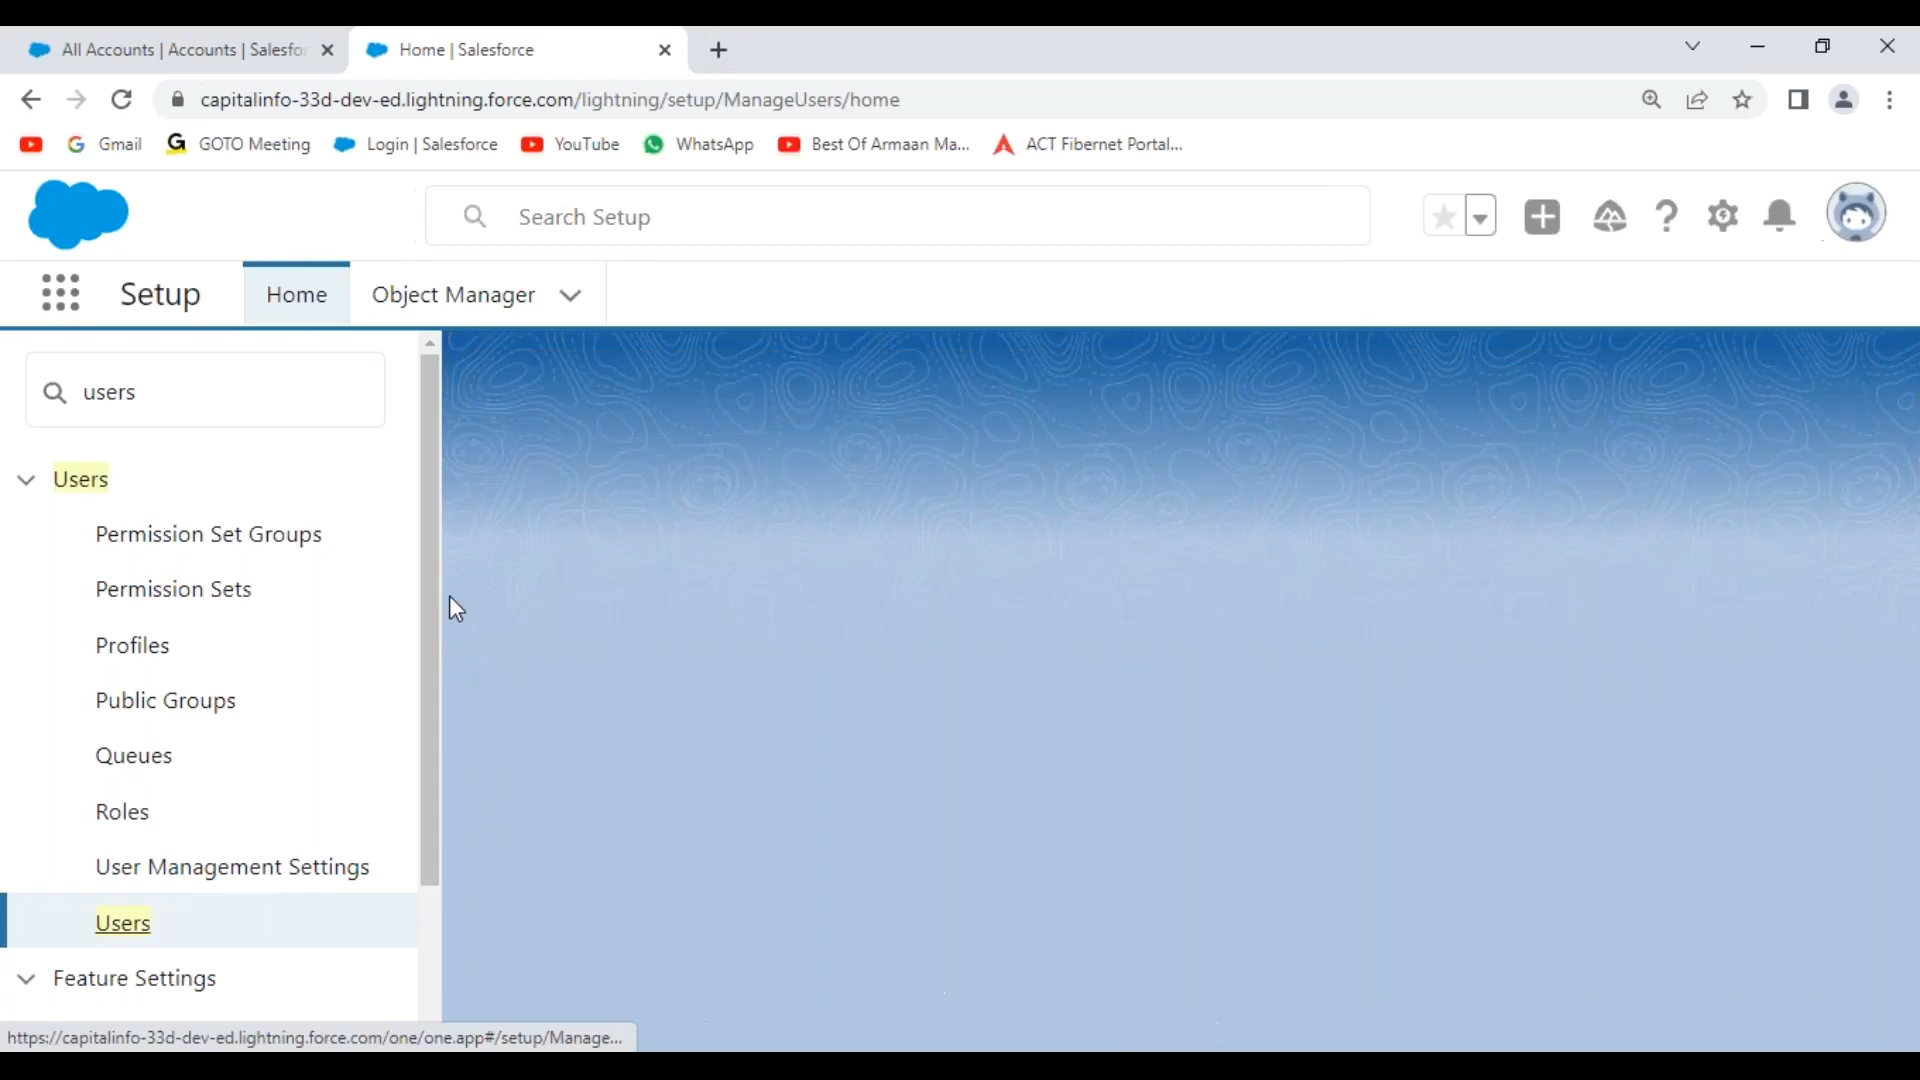 All Accounts | Accounts | Salesfor
Home | Salesforce
capitalinfo-33d-dev-ed.lightning.force.com/lightning/setup/ManageUsers/home
Gmail
GOTO Meeting
Login | Salesforce
YouTube
WhatsApp
Best Of Armaan Ma...
ACT Fibernet Portal...
Search Setup
Setup
Home
Object Manager
users
Users
Permission Set Groups
Permission Sets
Profiles
Public Groups
Queues
Roles
User Management Settings
Users
Feature Settings
https://capitalinfo-33d-dev-ed.lightning.force.com/one/one.app#/setup/Manage...